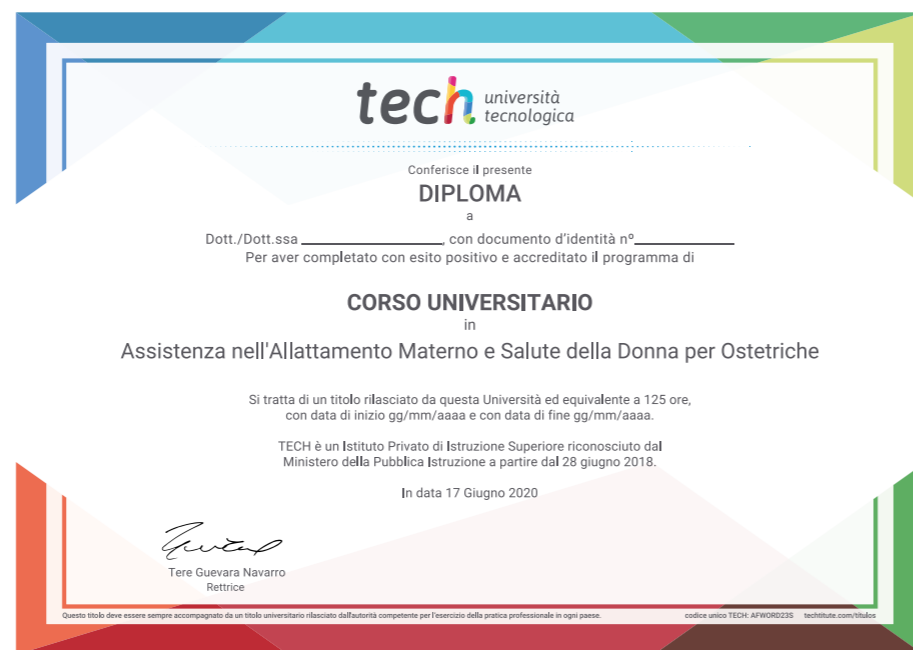 tech università
tecnologica
Conferisce il presente
DIPLOMA
a
Dott./Dott.ssa ____________________, con documento d'identità nº______________
Per aver completato con esito positivo e accreditato il programma di
CORSO UNIVERSITARIO
in
Assistenza nell'Allattamento Materno e Salute della Donna per Ostetriche
Si tratta di un titolo rilasciato da questa Università ed equivalente a 125 ore,
con data di inizio gg/mm/aaaa e con data di fine gg/mm/aaaa.
TECH è un Istituto Privato di Istruzione Superiore riconosciuto dal
Ministero della Pubblica Istruzione a partire dal 28 giugno 2018.
In data 17 Giugno 2020
Tere Guevara Navarro
Rettrice
Questo titolo deve essere sempre accompagnato da un titolo universitario rilasciato dall'autorità competente per l'esercizio della pratica professionale in ogni paese. codice unico TECH: AFWORD23S techtitute.com/titulos